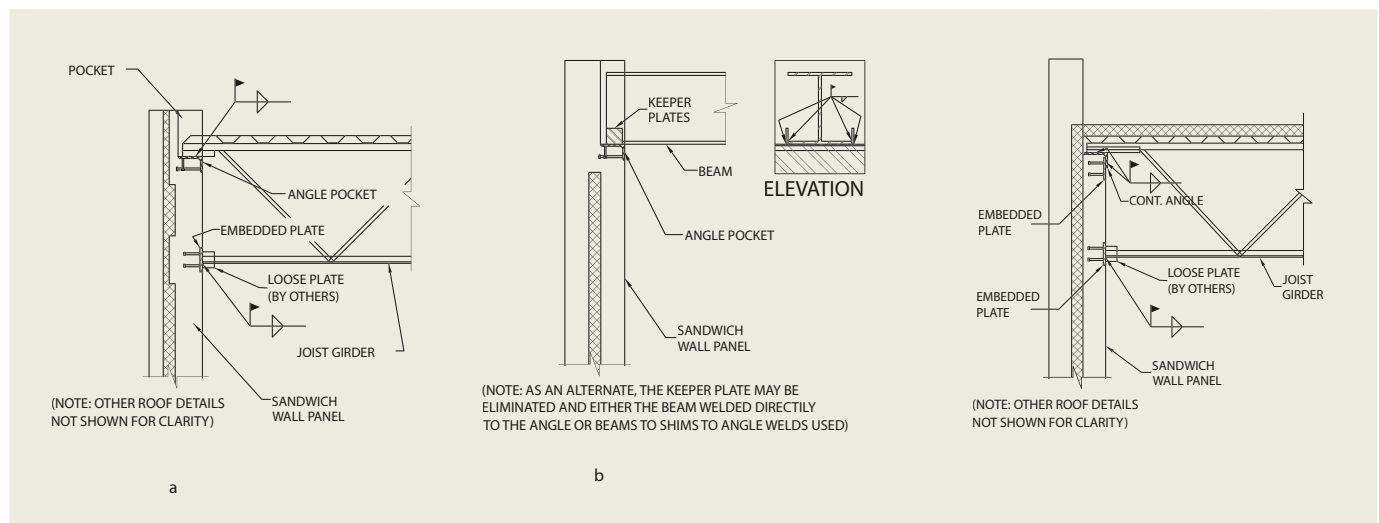 POCKET
ANGLE POCKET
EMBEDDED PLATE
LOOSE PLATE
(BY OTHERS)
JOIST GIRDER
SANDWICH
WALL PANEL
(NOTE: OTHER ROOF DETAILS
NOT SHOWN FOR CLARITY)
a
KEEPER
PLATES
BEAM
ELEVATION
ANGLE POCKET
SANDWICH
WALL PANEL
(NOTE: AS AN ALTERNATE, THE KEEPER PLATE MAY BE
ELIMINATED AND EITHER THE BEAM WELDED DIRECTILY
TO THE ANGLE OR BEAMS TO SHIMS TO ANGLE WELDS USED)
b
CONT. ANGLE
EMBEDDED
PLATE
LOOSE PLATE
(BY OTHERS)
JOIST
GIRDER
EMBEDDED
PLATE
SANDWICH
WALL PANEL
(NOTE: OTHER ROOF DETAILS
NOT SHOWN FOR CLARITY)